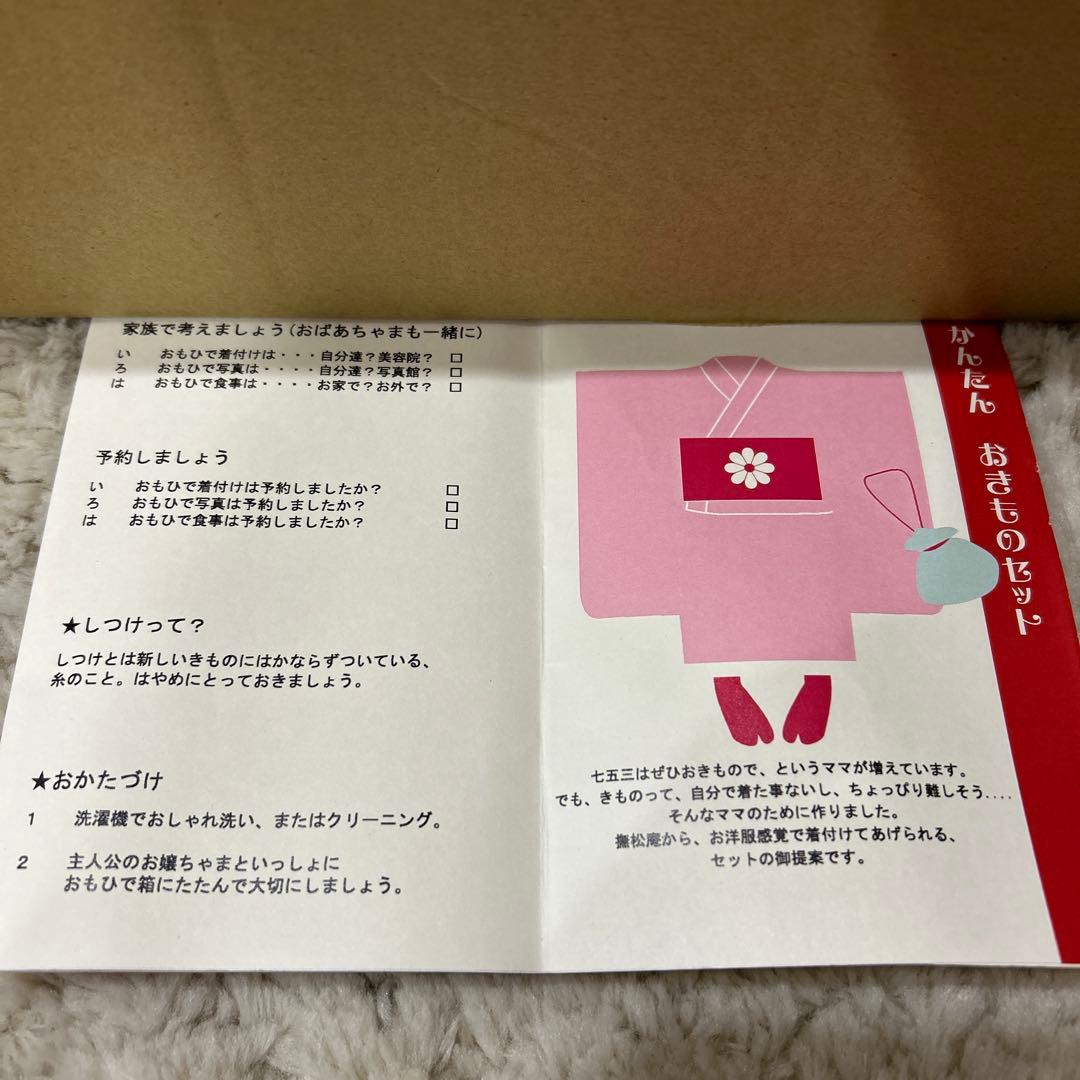 家族で考えましょう(おばあちゃまも一緒に)
い　おもひで着付けは・・・自分達？美容院？ □
ろ　おもひで写真は・・・・自分達？写真館？ □
は　おもひで食事は・・・・お家で？お外で？ □
予約しましょう
い　おもひで着付けは予約しましたか？ □
ろ　おもひで写真は予約しましたか？ □
は　おもひで食事は予約しましたか？ □
★しつけって？
しつけとは新しいきものにはかならずついている、
糸のこと。はやめにとっておきましょう。
★おかたづけ
1　洗濯機でおしゃれ洗い、またはクリーニング。
2　主人公のお嬢ちゃまといっしょに
おもひで箱にたたんで大切にしましょう。
かんたん　おきものセット
七五三はぜひおきもので、というママが増えています。
でも、きものって、自分で着た事ないし、ちょっぴり難しそう....
そんなママのために作りました。
撫松庵から、お洋服感覚で着付けてあげられる、
セットの御提案です。